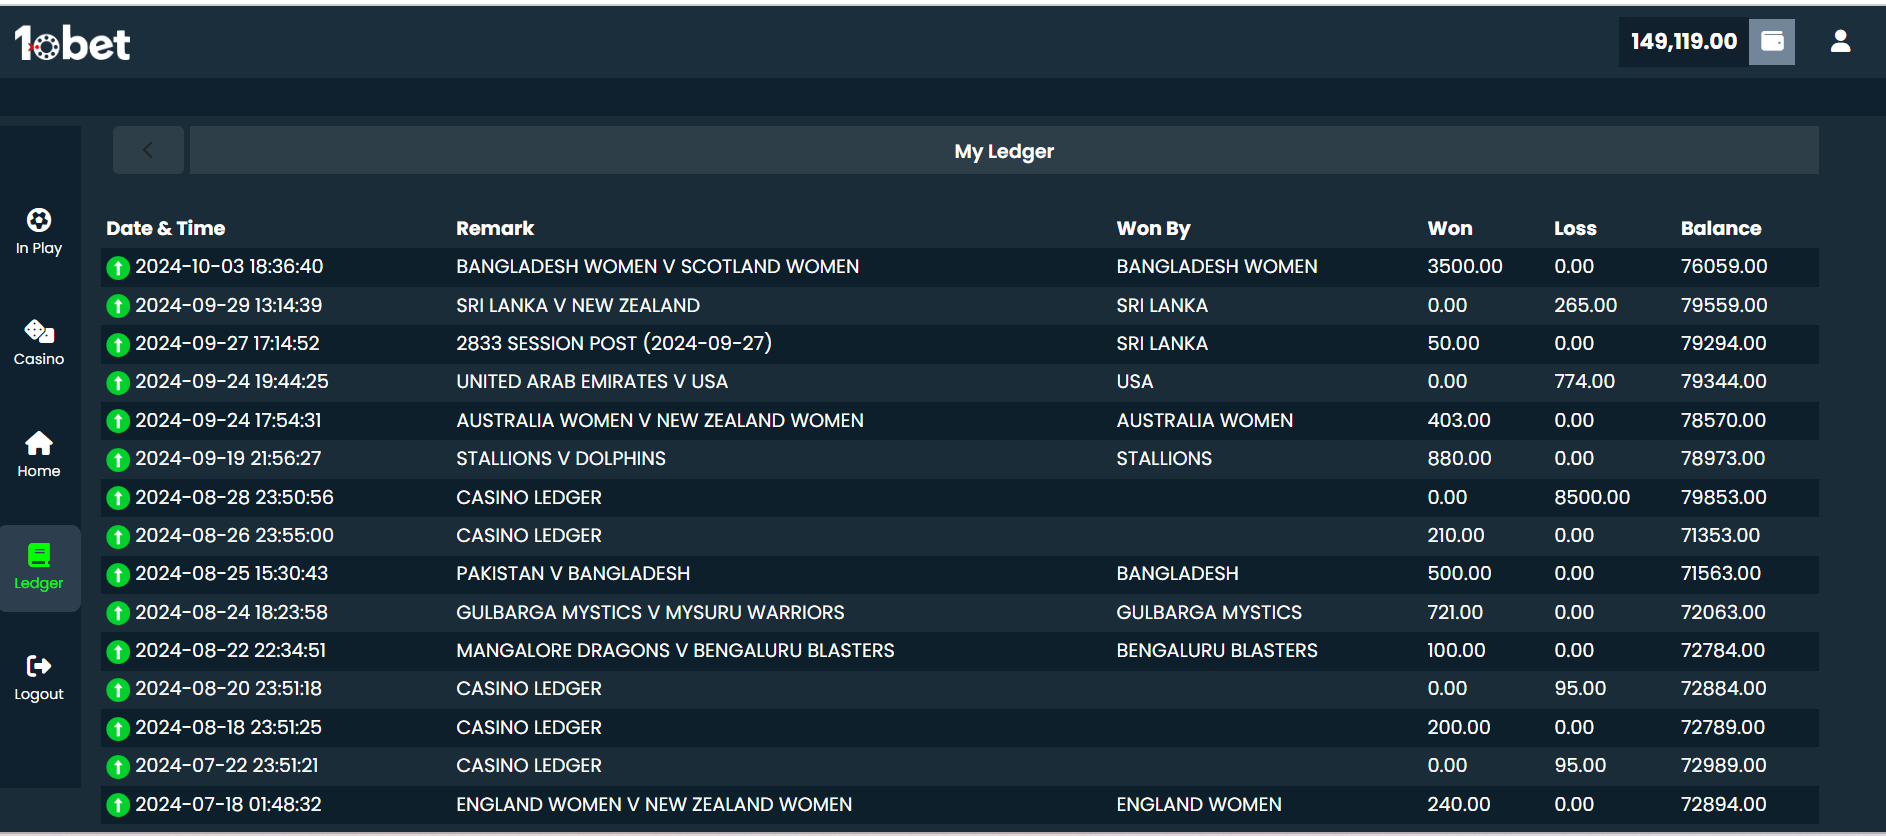 10bet
149,119.00
My Ledger
In Play
Casino
Home
Ledger
Logout
Date & Time Remark Won By Won Loss Balance
2024-10-03 18:36:40 BANGLADESH WOMEN V SCOTLAND WOMEN BANGLADESH WOMEN 3500.00 0.00 76059.00
2024-09-29 13:14:39 SRI LANKA V NEW ZEALAND SRI LANKA 0.00 265.00 79559.00
2024-09-27 17:14:52 2833 SESSION POST (2024-09-27) SRI LANKA 50.00 0.00 79294.00
2024-09-24 19:44:25 UNITED ARAB EMIRATES V USA USA 0.00 774.00 79344.00
2024-09-24 17:54:31 AUSTRALIA WOMEN V NEW ZEALAND WOMEN AUSTRALIA WOMEN 403.00 0.00 78570.00
2024-09-19 21:56:27 STALLIONS V DOLPHINS STALLIONS 880.00 0.00 78973.00
2024-08-28 23:50:56 CASINO LEDGER 0.00 8500.00 79853.00
2024-08-26 23:55:00 CASINO LEDGER 210.00 0.00 71353.00
2024-08-25 15:30:43 PAKISTAN V BANGLADESH BANGLADESH 500.00 0.00 71563.00
2024-08-24 18:23:58 GULBARGA MYSTICS V MYSURU WARRIORS GULBARGA MYSTICS 721.00 0.00 72063.00
2024-08-22 22:34:51 MANGALORE DRAGONS V BENGALURU BLASTERS BENGALURU BLASTERS 100.00 0.00 72784.00
2024-08-20 23:51:18 CASINO LEDGER 0.00 95.00 72884.00
2024-08-18 23:51:25 CASINO LEDGER 200.00 0.00 72789.00
2024-07-22 23:51:21 CASINO LEDGER 0.00 95.00 72989.00
2024-07-18 01:48:32 ENGLAND WOMEN V NEW ZEALAND WOMEN ENGLAND WOMEN 240.00 0.00 72894.00